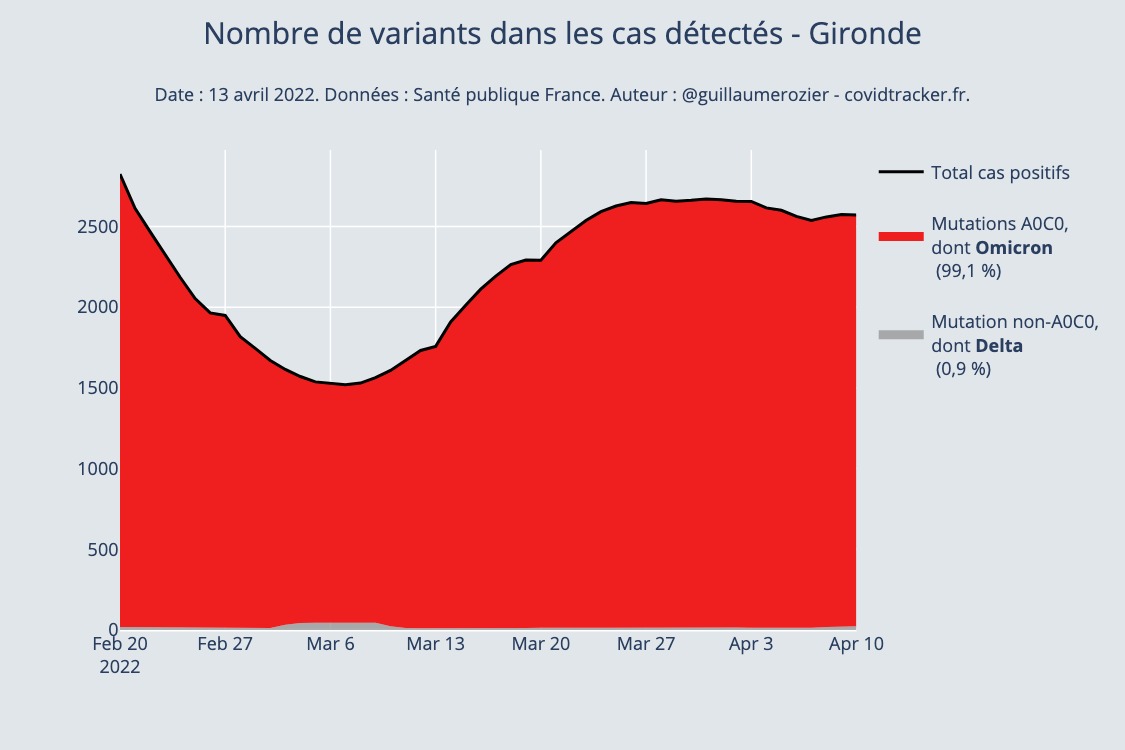 Nombre de variants dans les cas détectés - Gironde
Date : 13 avril 2022. Données : Santé publique France. Auteur : @guillaumerozier - covidtracker.fr.
Total cas positifs
Mutations A0C0,
dont Omicron
(99,1 %)
Mutation non-A0C0,
dont Delta
(0,9 %)
2500
2000
1500
1000
500
0
Feb 20 Feb 27 Mar 6 Mar 13 Mar 20 Mar 27 Apr 3 Apr 10
2022